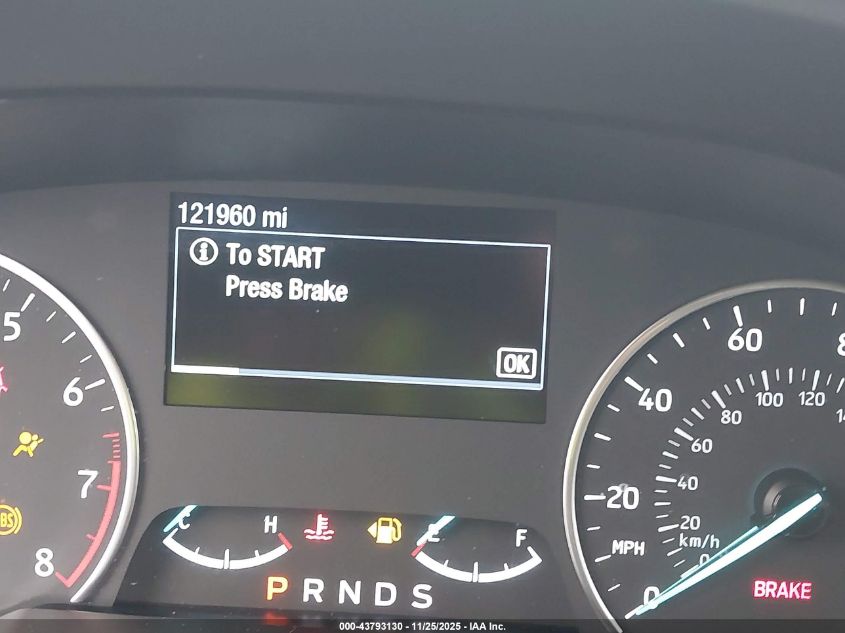 121960 mi
i To START
Press Brake
OK
5
6
7
8
C H
E F
P R N D S
0
20
40
60
MPH
0
20
40
60
80
100
120
km/h
BRAKE
000-43793130 - 11/25/2025 - IAA Inc.